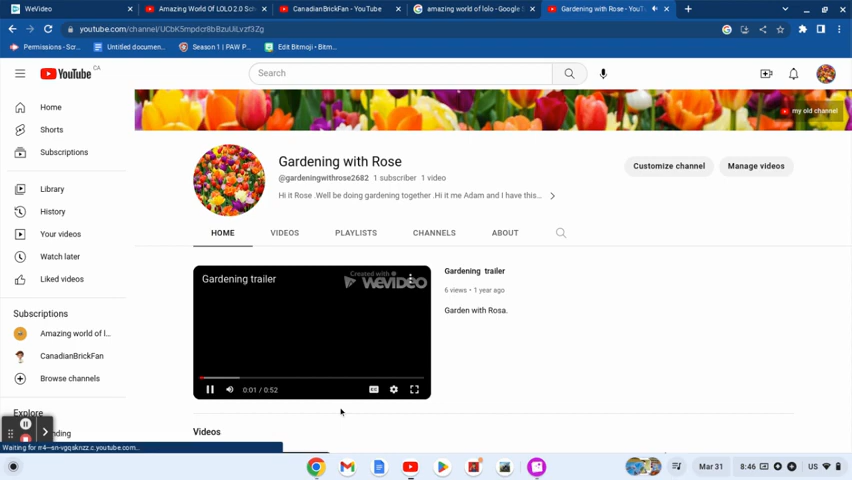 WeVideo
Amazing World Of LOLO2.0 Sch
CanadianBrickFan - YouTube
amazing world of lolo - Google S
Gardening with Rose - YouT
youtube.com/channel/UCbK5mpdcr8bBzuUiLvzf3Zg
Permissions - Scr...
Untitled documen...
Season 1 | PAW P...
Edit Bitmoji - Bitm...
YouTube
CA
Search
my old channel
Home
Shorts
Subscriptions
Library
History
Your videos
Watch later
Liked videos
Subscriptions
Amazing world of l...
CanadianBrickFan
Browse channels
Explore
nding
Gardening with Rose
@gardeningwithrose2682 1 subscriber 1 video
Hi it Rose .Well be doing gardening together .Hi it me Adam and I have this...
Customize channel
Manage videos
HOME
VIDEOS
PLAYLISTS
CHANNELS
ABOUT
Gardening trailer
Created with
WEVIDEO
0:01 / 0:52
Gardening trailer
6 views • 1 year ago
Garden with Rosa.
Videos
Waiting for rr4---sn-vgqsknzz.c.youtube.com...
Mar 31
8:46
US